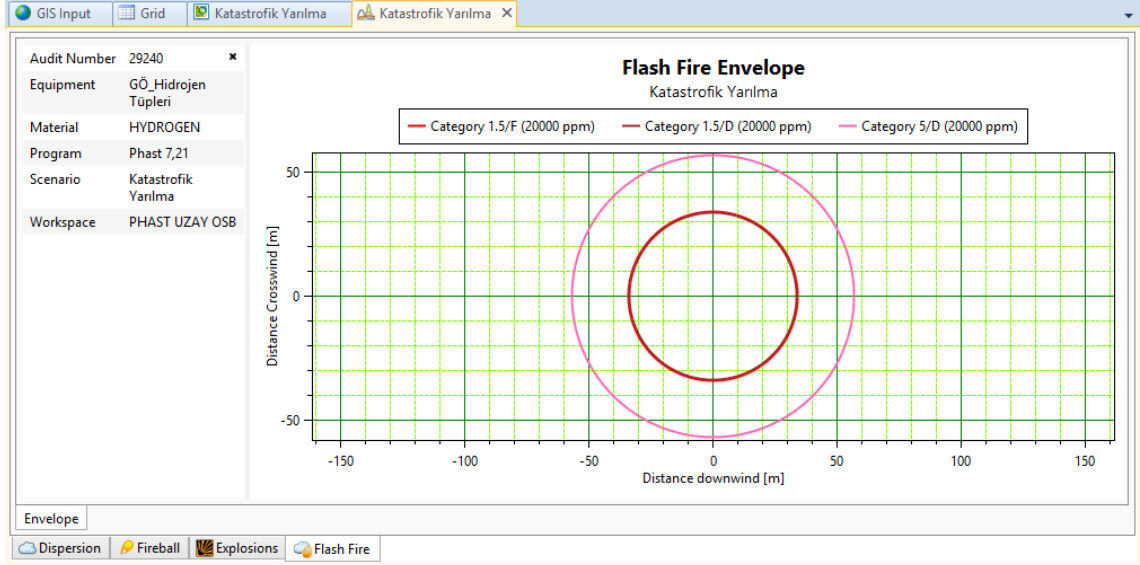 GIS Input
Grid
Katastrofik Yarılma
Katastrofik Yarılma
Audit Number 29240
Equipment GÖ_Hidrojen
Tüpleri
Material HYDROGEN
Program Phast 7,21
Scenario Katastrofik
Yarılma
Workspace PHAST UZAY OSB
Flash Fire Envelope
Katastrofik Yarılma
Category 1.5/F (20000 ppm) Category 1.5/D (20000 ppm) Category 5/D (20000 ppm)
50
0
-50
Distance Crosswind [m]
-150 -100 -50 0 50 100 150
Distance downwind [m]
Envelope
Dispersion Fireball Explosions Flash Fire